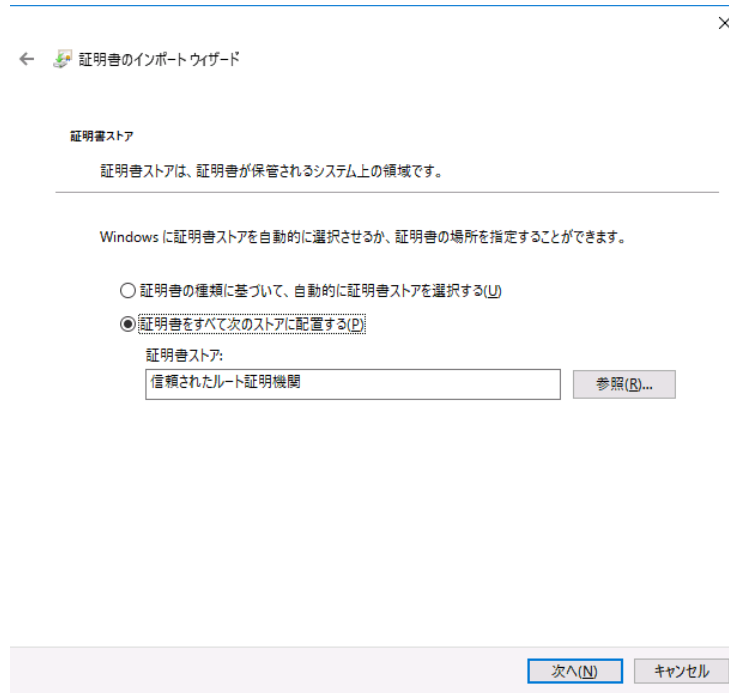 証明書のインポート ウィザード
証明書ストア
証明書ストアは、証明書が保管されるシステム上の領域です。
Windows に証明書ストアを自動的に選択させるか、証明書の場所を指定することができます。
証明書の種類に基づいて、自動的に証明書ストアを選択する(U)
証明書をすべて次のストアに配置する(P)
証明書ストア:
信頼されたルート証明機関
参照(R)...
次へ(N)
キャンセル